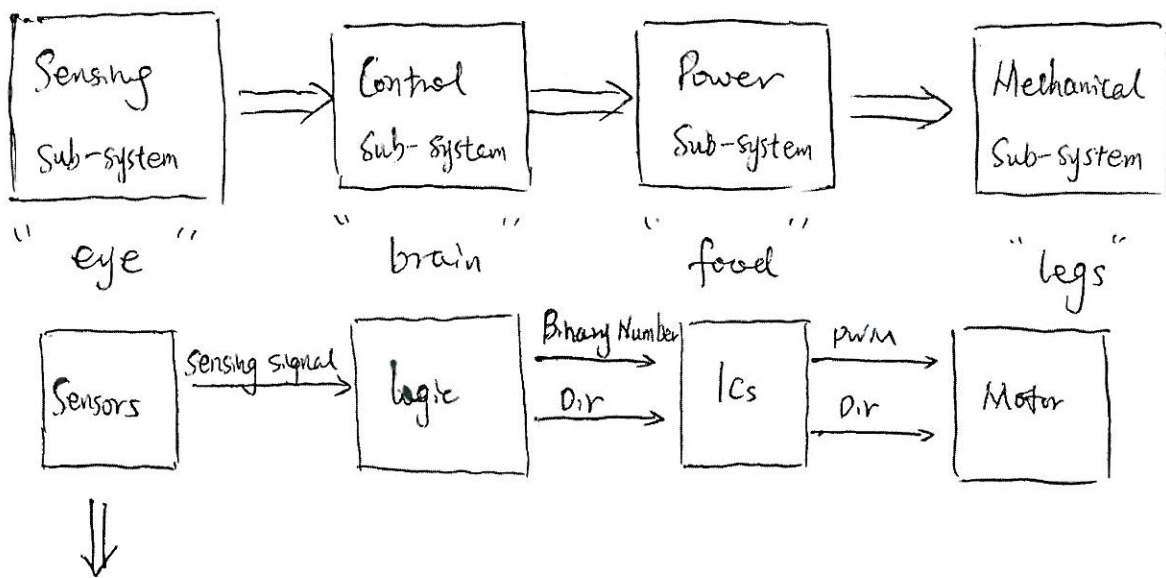 Sensing
Sub-system
Control
Sub-system
Power
Sub-system
Mechanical
Sub-system
" eye "
" brain "
" food "
" legs "
Sensors
Sensing signal
Logic
Binary Number
Dir
ICs
PWM
Dir
Motor